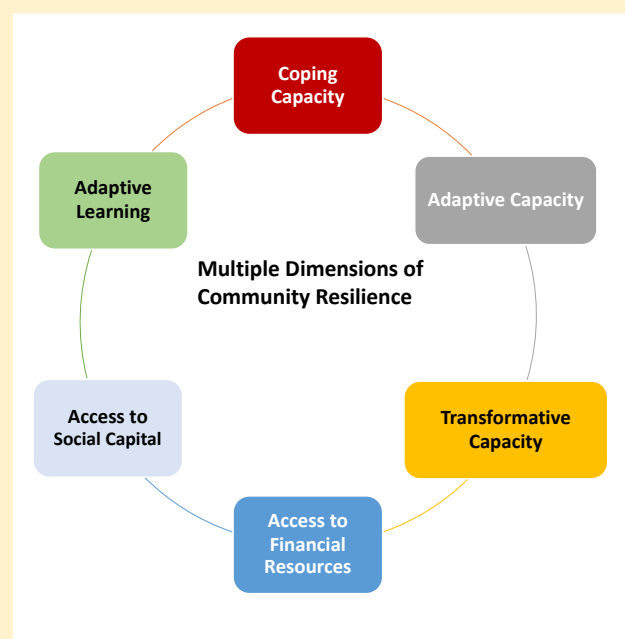 Coping
Capacity
Adaptive
Learning
Adaptive Capacity
Multiple Dimensions of
Community Resilience
Access to
Social Capital
Transformative
Capacity
Access to
Financial
Resources